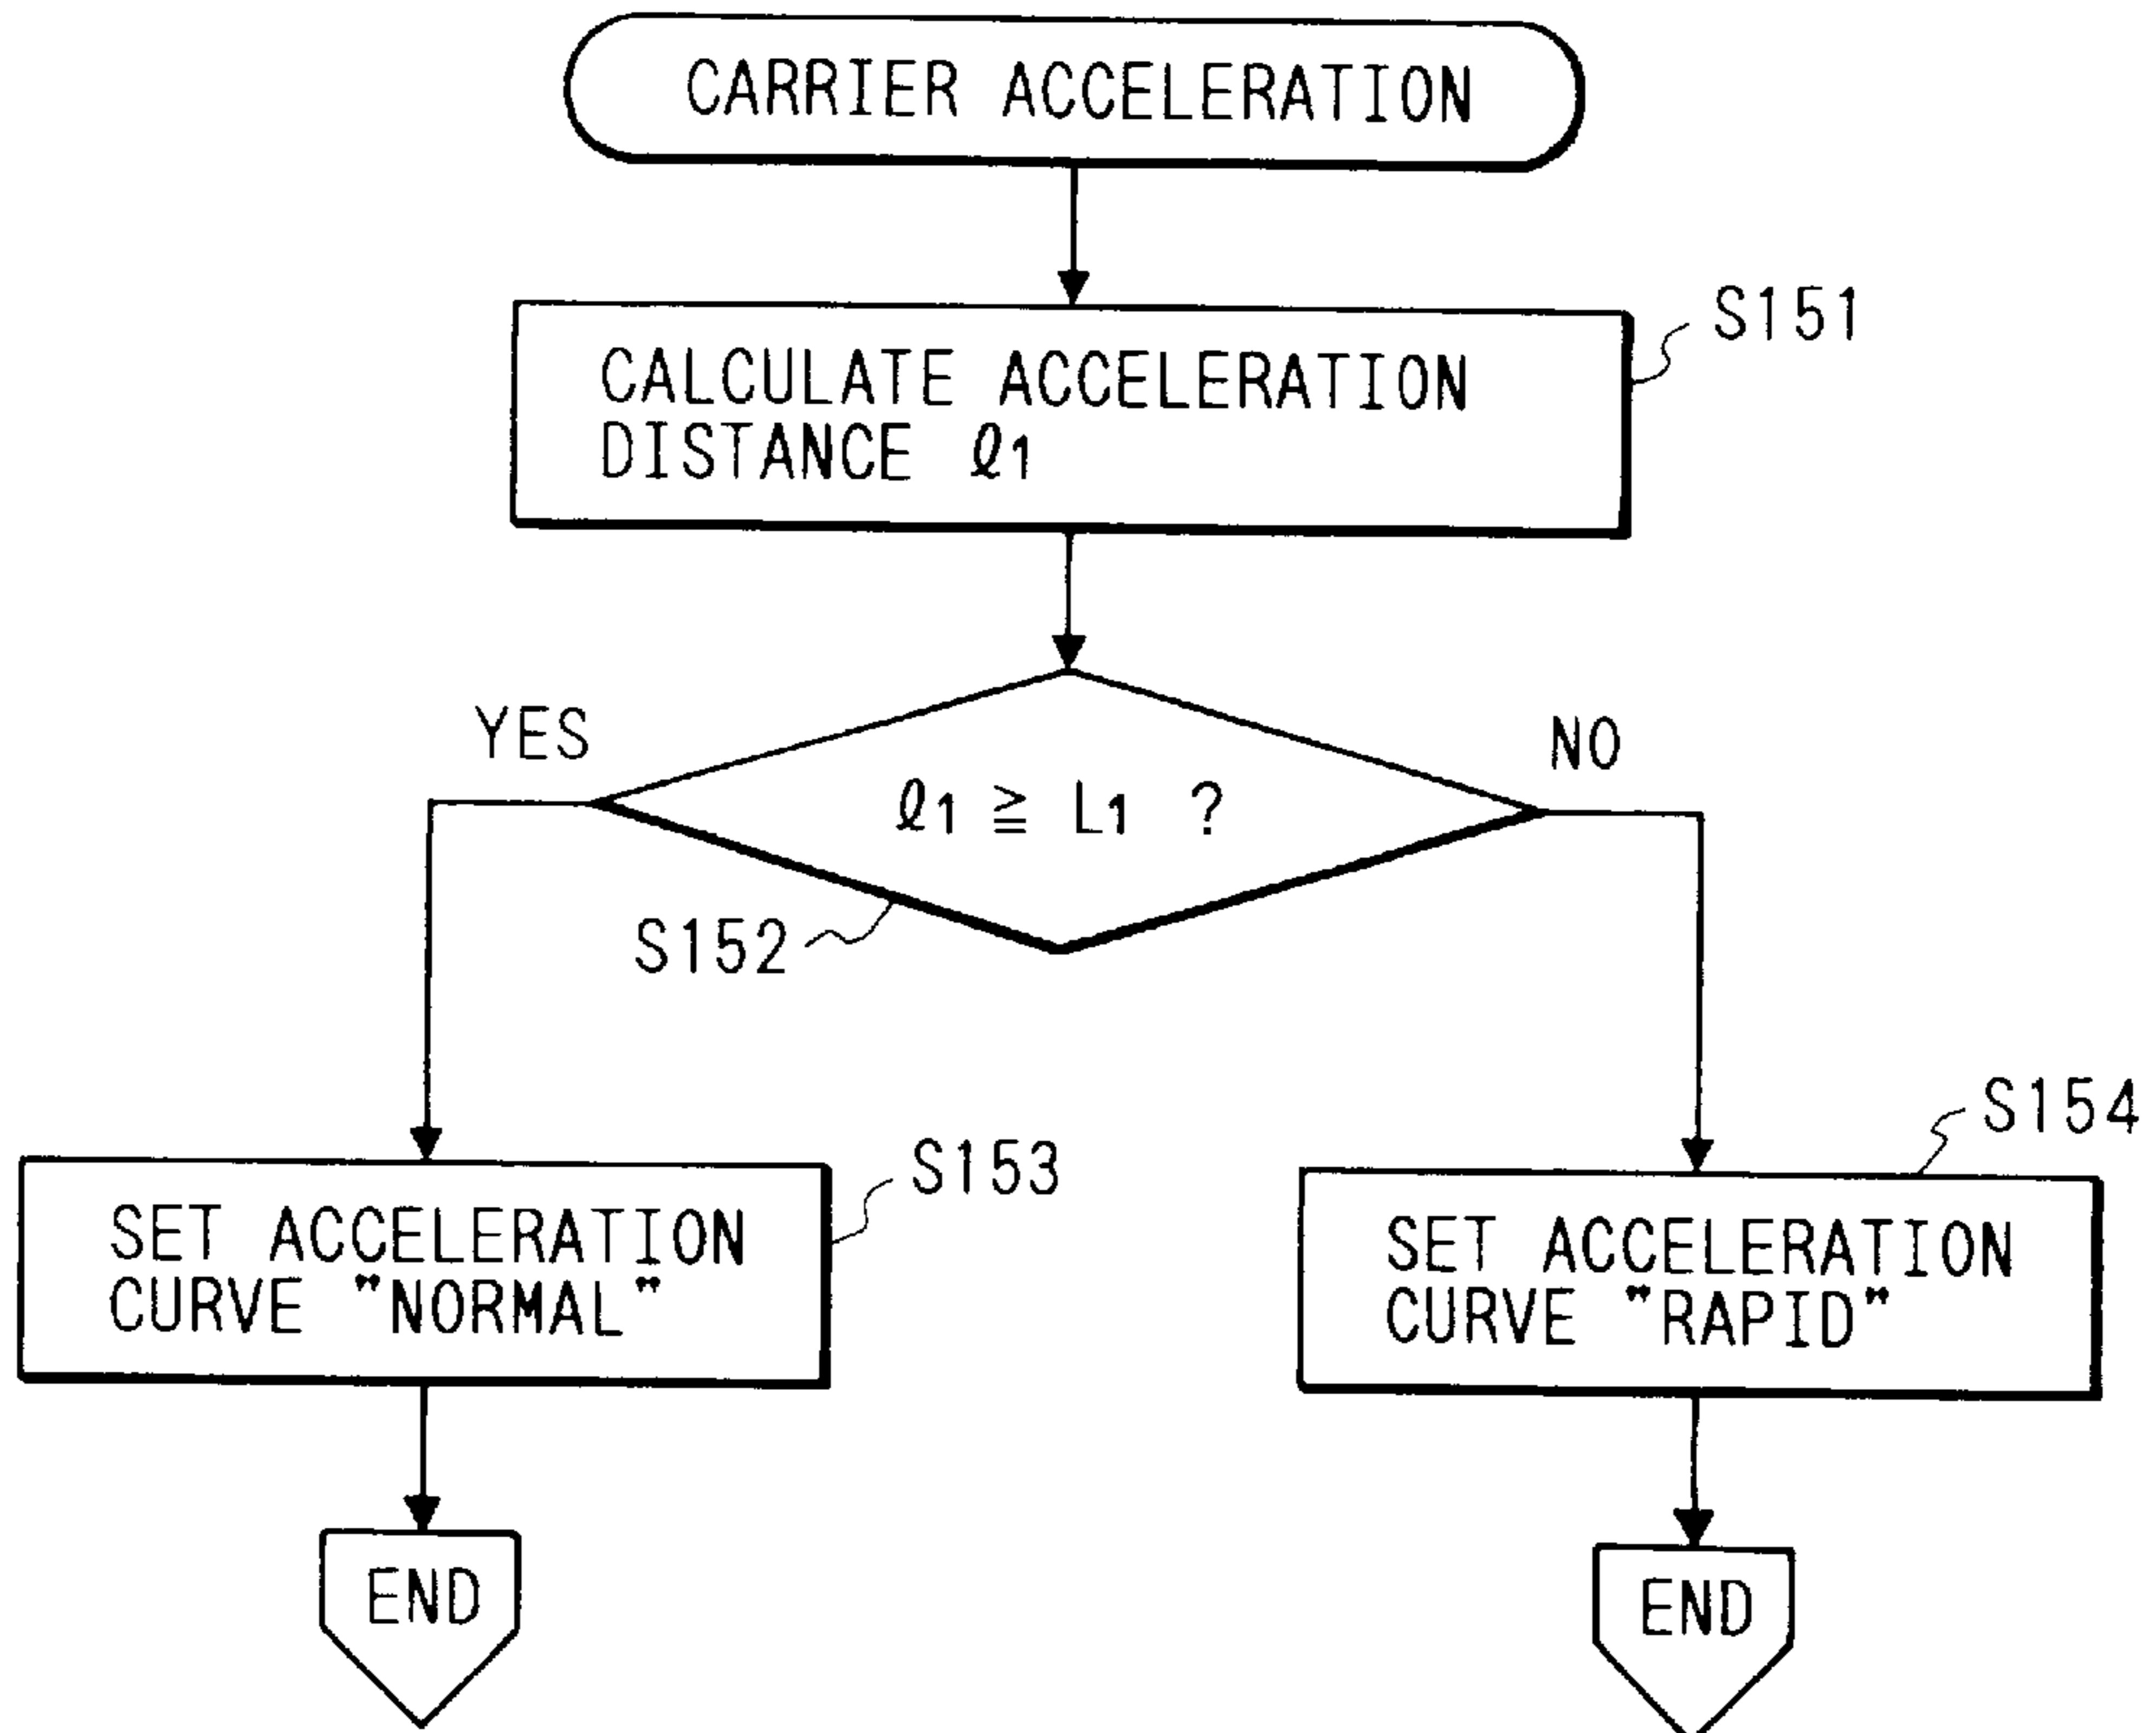 CARRIER ACCELERATION
S151
CALCULATE ACCELERATION
DISTANCE ℓ1
YES
NO
ℓ1 ≧ L1 ?
S152
S153
S154
SET ACCELERATION
CURVE "NORMAL"
SET ACCELERATION
CURVE "RAPID"
END
END